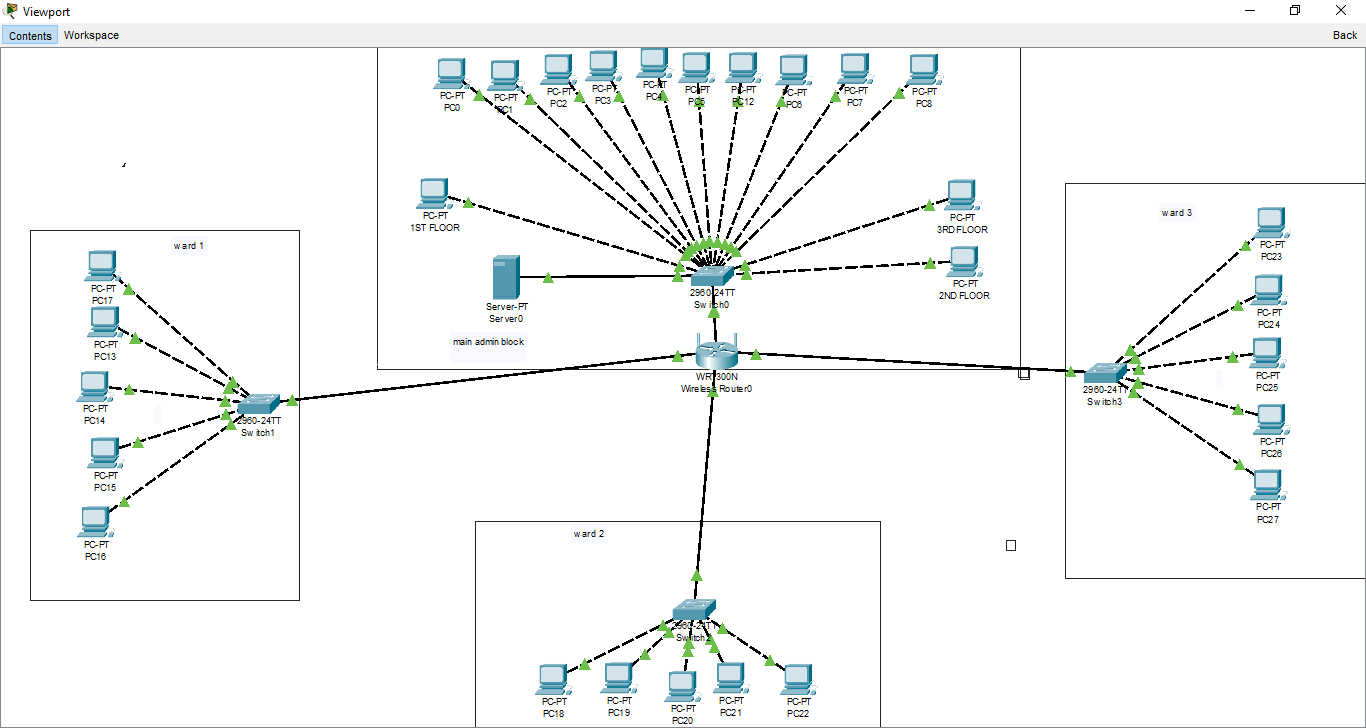 Viewport
Contents Workspace Back
PC-PT
PC0
PC-PT
PC1
PC-PT
PC2
PC-PT
PC3
PC-PT
PC4
PC-PT
PC5
PC-PT
PC12
PC-PT
PC6
PC-PT
PC7
PC-PT
PC8
PC-PT
1ST FLOOR
PC-PT
3RD FLOOR
PC-PT
2ND FLOOR
Server-PT
Server0
2960-24TT
Switch0
main admin block
WRT300N
Wireless Router0
ward 1
PC-PT
PC17
PC-PT
PC13
PC-PT
PC14
PC-PT
PC15
PC-PT
PC16
2960-24TT
Switch1
ward 3
PC-PT
PC23
PC-PT
PC24
PC-PT
PC25
PC-PT
PC26
PC-PT
PC27
2960-24TT
Switch3
ward 2
2960-24TT
Switch2
PC-PT
PC18
PC-PT
PC19
PC-PT
PC20
PC-PT
PC21
PC-PT
PC22